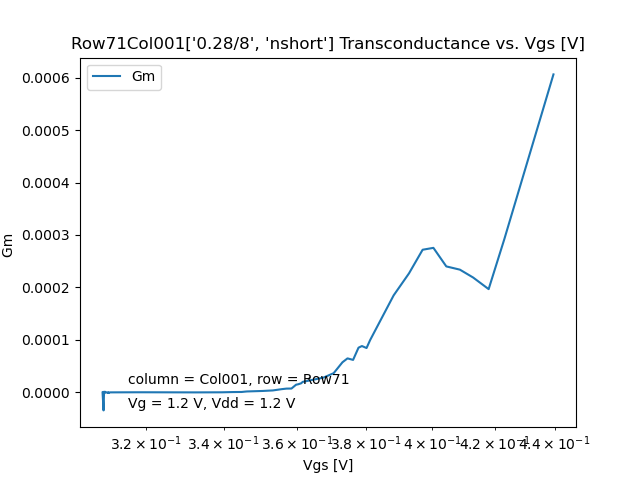 Row71Col001['0.28/8', 'nshort'] Transconductance vs. Vgs [V]
Gm
0.0006
0.0005
0.0004
0.0003
0.0002
0.0001
0.0000
Gm
column = Col001, row = Row71
Vg = 1.2 V, Vdd = 1.2 V
3.2 × 10⁻¹ 3.4 × 10⁻¹ 3.6 × 10⁻¹ 3.8 × 10⁻¹ 4 × 10⁻¹ 4.2 × 10⁻¹ 4.4 × 10⁻¹
Vgs [V]